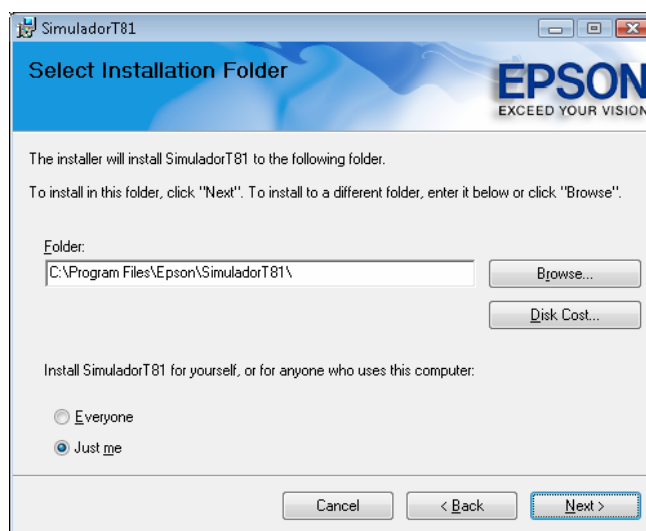 SimuladorT81
Select Installation Folder
EPSON
EXCEED YOUR VISION
The installer will install SimuladorT81 to the following folder.
To install in this folder, click "Next". To install to a different folder, enter it below or click "Browse".
Folder:
C:\Program Files\Epson\SimuladorT81\
Browse...
Disk Cost...
Install SimuladorT81 for yourself, or for anyone who uses this computer:
Everyone
Just me
Cancel
< Back
Next >